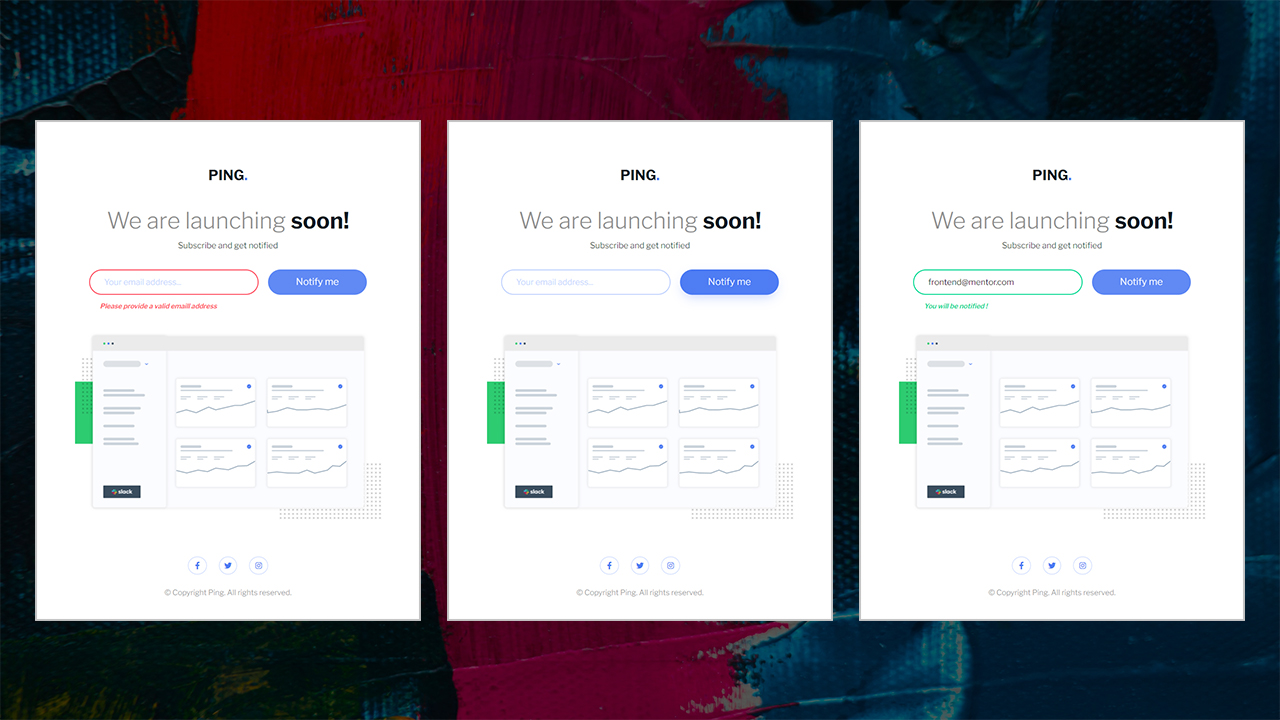 PING.
We are launching soon!
Subscribe and get notified
Your email address..
Notify me
Please provide a valid emaill address
slack
© Copyright Ping. All rights reserved.
PING.
We are launching soon!
Subscribe and get notified
Your email address..
Notify me
slack
© Copyright Ping. All rights reserved.
PING.
We are launching soon!
Subscribe and get notified
frontend@mentor.com
Notify me
You will be notified !
slack
© Copyright Ping. All rights reserved.